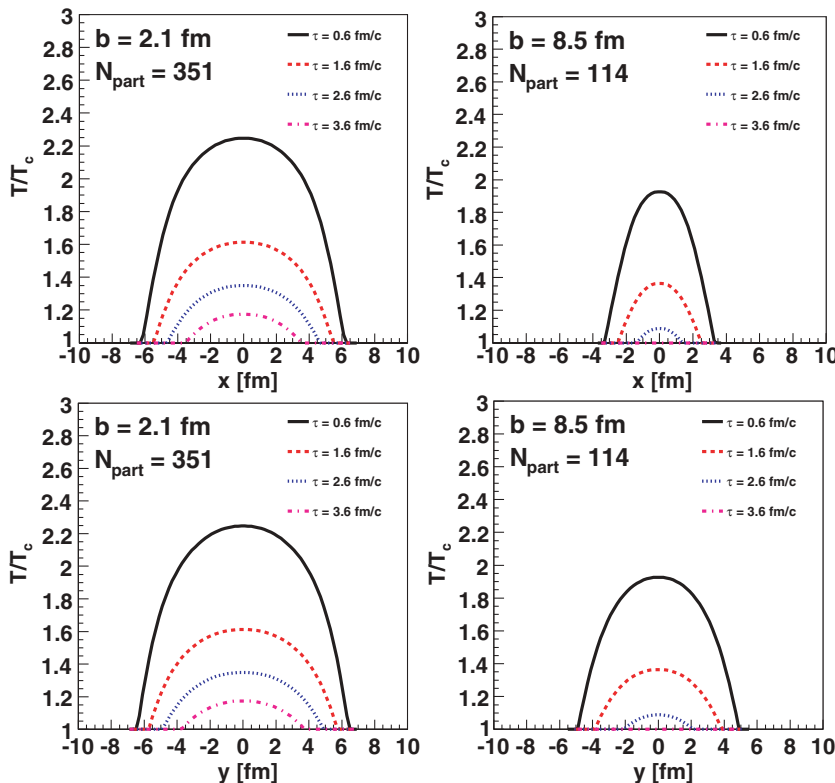 3
2.8
2.6
2.4
2.2
2
1.8
1.6
1.4
1.2
1
T/Tc
b = 2.1 fm
Npart = 351
τ = 0.6 fm/c
τ = 1.6 fm/c
τ = 2.6 fm/c
τ = 3.6 fm/c
-10 -8 -6 -4 -2 0 2 4 6 8 10
x [fm]
3
2.8
2.6
2.4
2.2
2
1.8
1.6
1.4
1.2
1
T/Tc
b = 8.5 fm
Npart = 114
τ = 0.6 fm/c
τ = 1.6 fm/c
τ = 2.6 fm/c
τ = 3.6 fm/c
-10 -8 -6 -4 -2 0 2 4 6 8 10
x [fm]
3
2.8
2.6
2.4
2.2
2
1.8
1.6
1.4
1.2
1
T/Tc
b = 2.1 fm
Npart = 351
τ = 0.6 fm/c
τ = 1.6 fm/c
τ = 2.6 fm/c
τ = 3.6 fm/c
-10 -8 -6 -4 -2 0 2 4 6 8 10
y [fm]
3
2.8
2.6
2.4
2.2
2
1.8
1.6
1.4
1.2
1
T/Tc
b = 8.5 fm
Npart = 114
τ = 0.6 fm/c
τ = 1.6 fm/c
τ = 2.6 fm/c
τ = 3.6 fm/c
-10 -8 -6 -4 -2 0 2 4 6 8 10
y [fm]